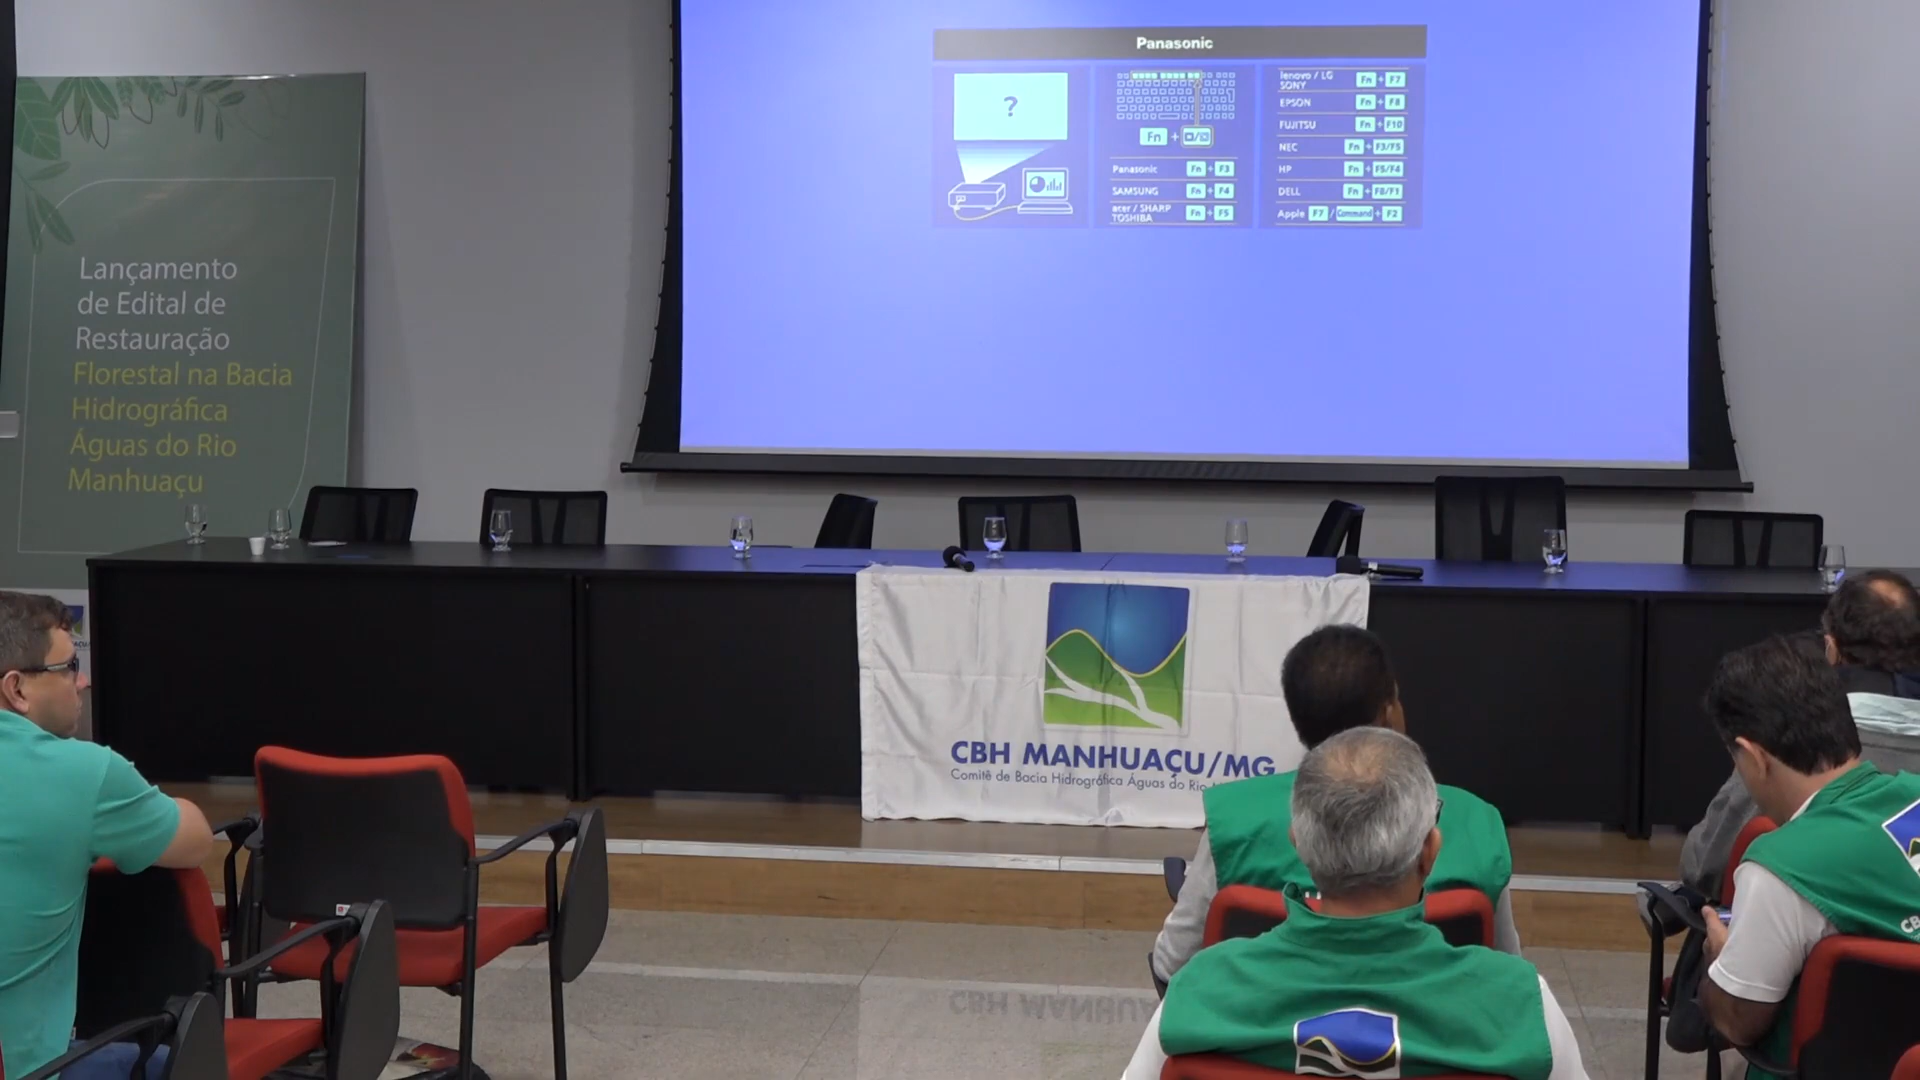 Lançamento
de Edital de
Restauração
Florestal na Bacia
Hidrográfica
Águas do Rio
Manhuaçu
Panasonic
?
Fn +
Panasonic Fn + F3
SAMSUNG Fn + F4
acer / SHARP
TOSHIBA Fn + F5
lenovo / LG
SONY Fn + F7
EPSON Fn + F8
FUJITSU Fn + F10
NEC Fn + F3/F5
HP Fn + F5/F4
DELL Fn + F8/F1
Apple F7 / Command + F2
CBH MANHUAÇU/MG
Comitê de Bacia Hidrográfica Águas do Rio
CB